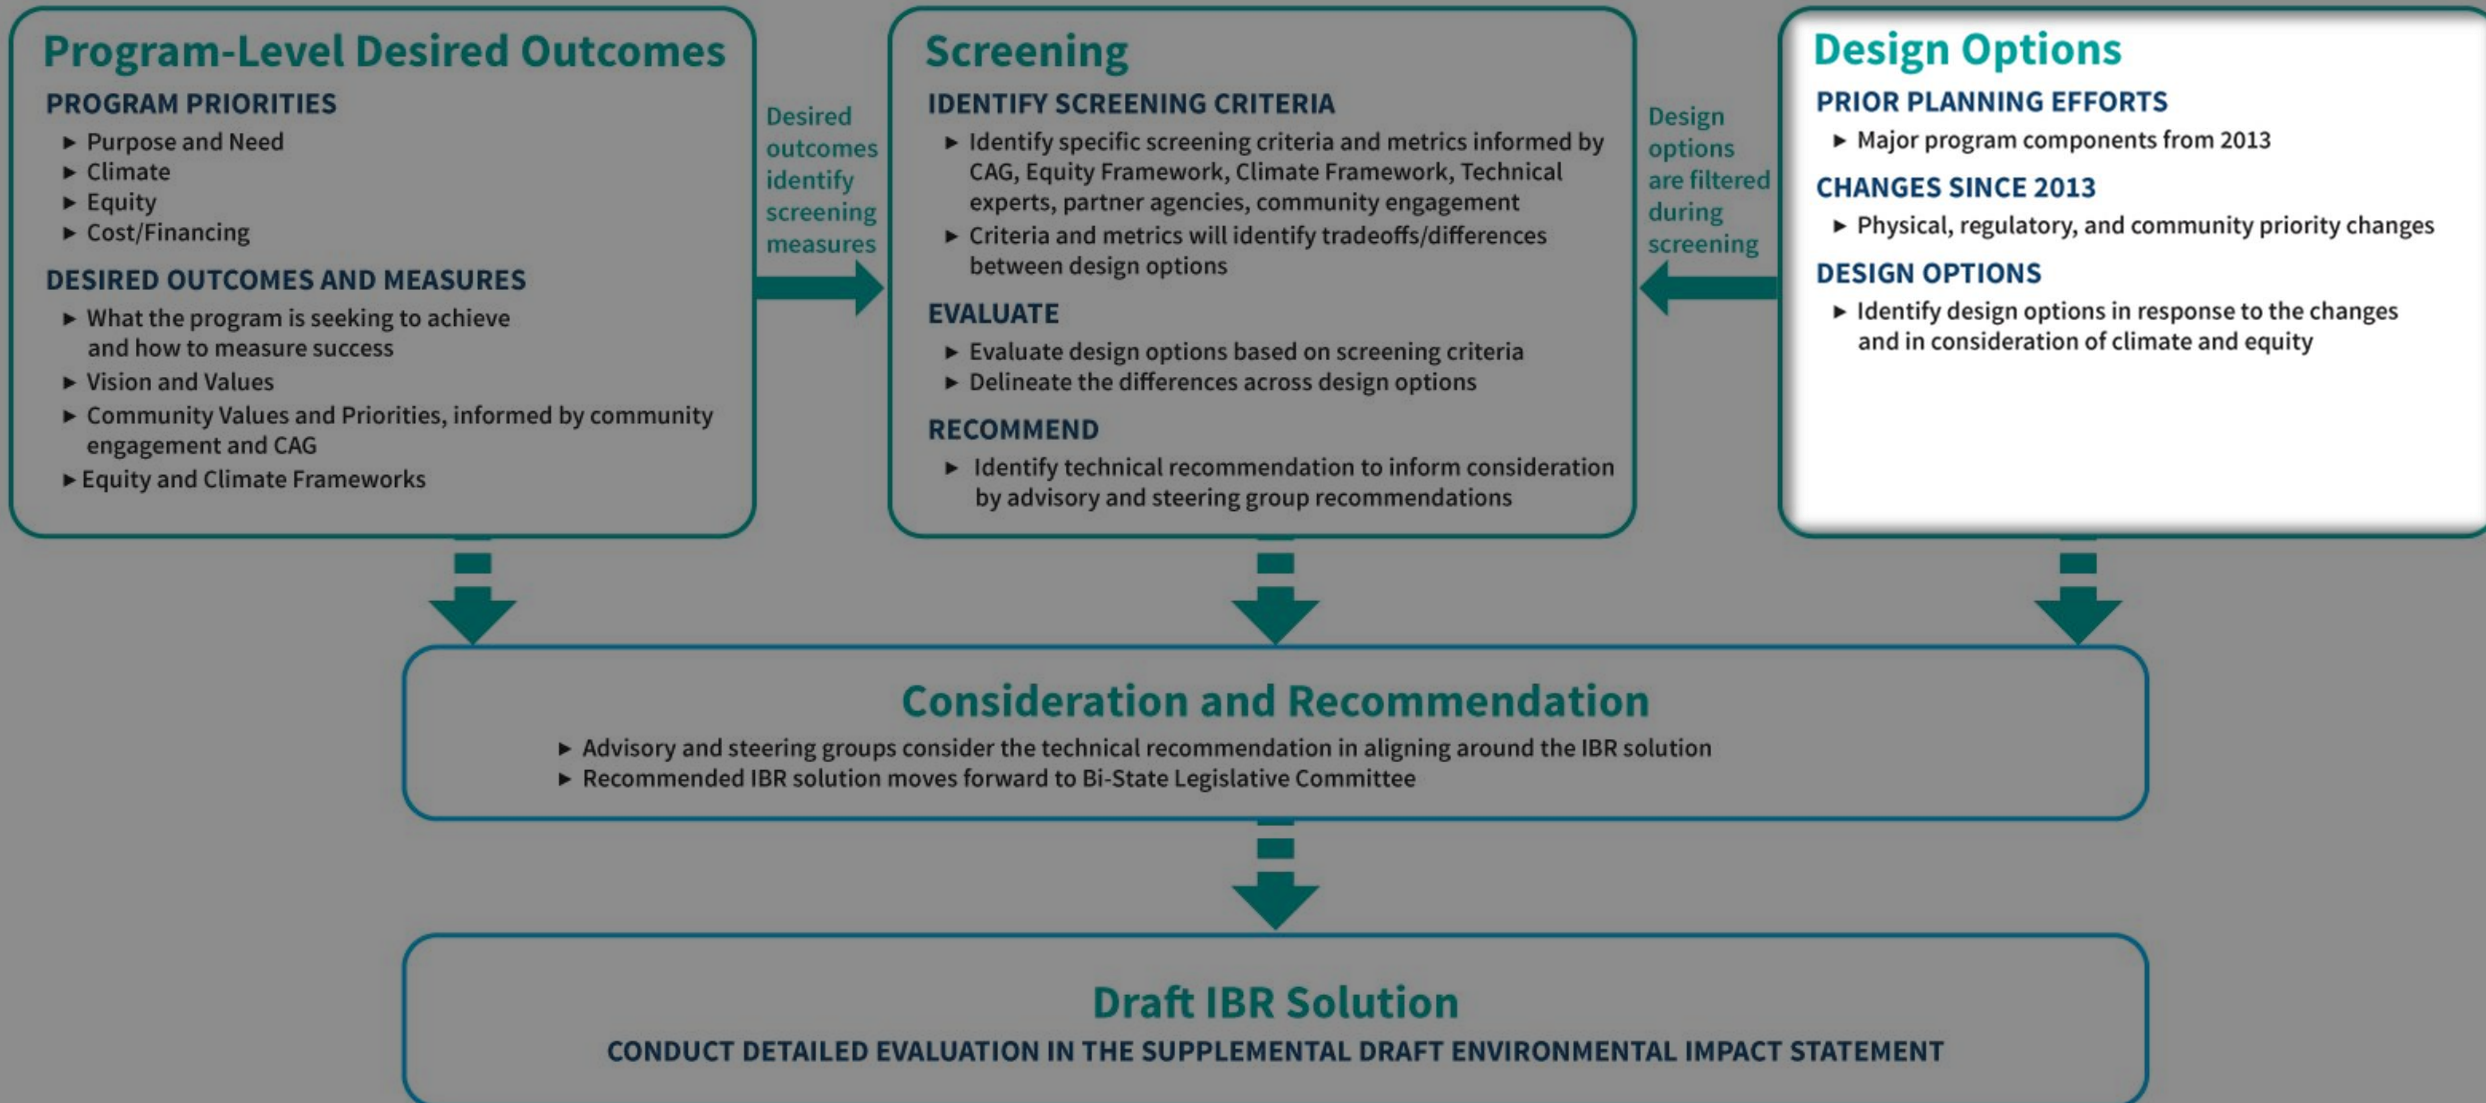 Program-Level Desired Outcomes
PROGRAM PRIORITIES
► Purpose and Need
► Climate
► Equity
► Cost/Financing
DESIRED OUTCOMES AND MEASURES
► What the program is seeking to achieve
and how to measure success
► Vision and Values
► Community Values and Priorities, informed by community
engagement and CAG
► Equity and Climate Frameworks
Desired
outcomes
identify
screening
measures
Screening
IDENTIFY SCREENING CRITERIA
► Identify specific screening criteria and metrics informed by
CAG, Equity Framework, Climate Framework, Technical
experts, partner agencies, community engagement
► Criteria and metrics will identify tradeoffs/differences
between design options
EVALUATE
► Evaluate design options based on screening criteria
► Delineate the differences across design options
RECOMMEND
► Identify technical recommendation to inform consideration
by advisory and steering group recommendations
Design
options
are filtered
during
screening
Design Options
PRIOR PLANNING EFFORTS
► Major program components from 2013
CHANGES SINCE 2013
► Physical, regulatory, and community priority changes
DESIGN OPTIONS
► Identify design options in response to the changes
and in consideration of climate and equity
Consideration and Recommendation
► Advisory and steering groups consider the technical recommendation in aligning around the IBR solution
► Recommended IBR solution moves forward to Bi-State Legislative Committee
Draft IBR Solution
CONDUCT DETAILED EVALUATION IN THE SUPPLEMENTAL DRAFT ENVIRONMENTAL IMPACT STATEMENT